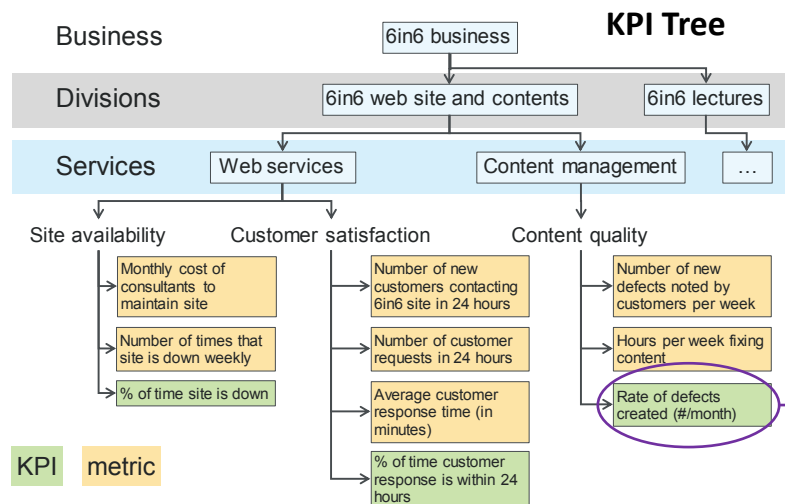 KPI Tree
Business
6in6 business
Divisions
6in6 web site and contents
6in6 lectures
Services
Web services
Content management
...
Site availability
Customer satisfaction
Content quality
Monthly cost of
consultants to
maintain site
Number of times that
site is down weekly
% of time site is down
Number of new
customers contacting
6in6 site in 24 hours
Number of customer
requests in 24 hours
Average customer
response time (in
minutes)
% of time customer
response is within 24
hours
Number of new
defects noted by
customers per week
Hours per week fixing
content
Rate of defects
created (#/month)
KPI
metric